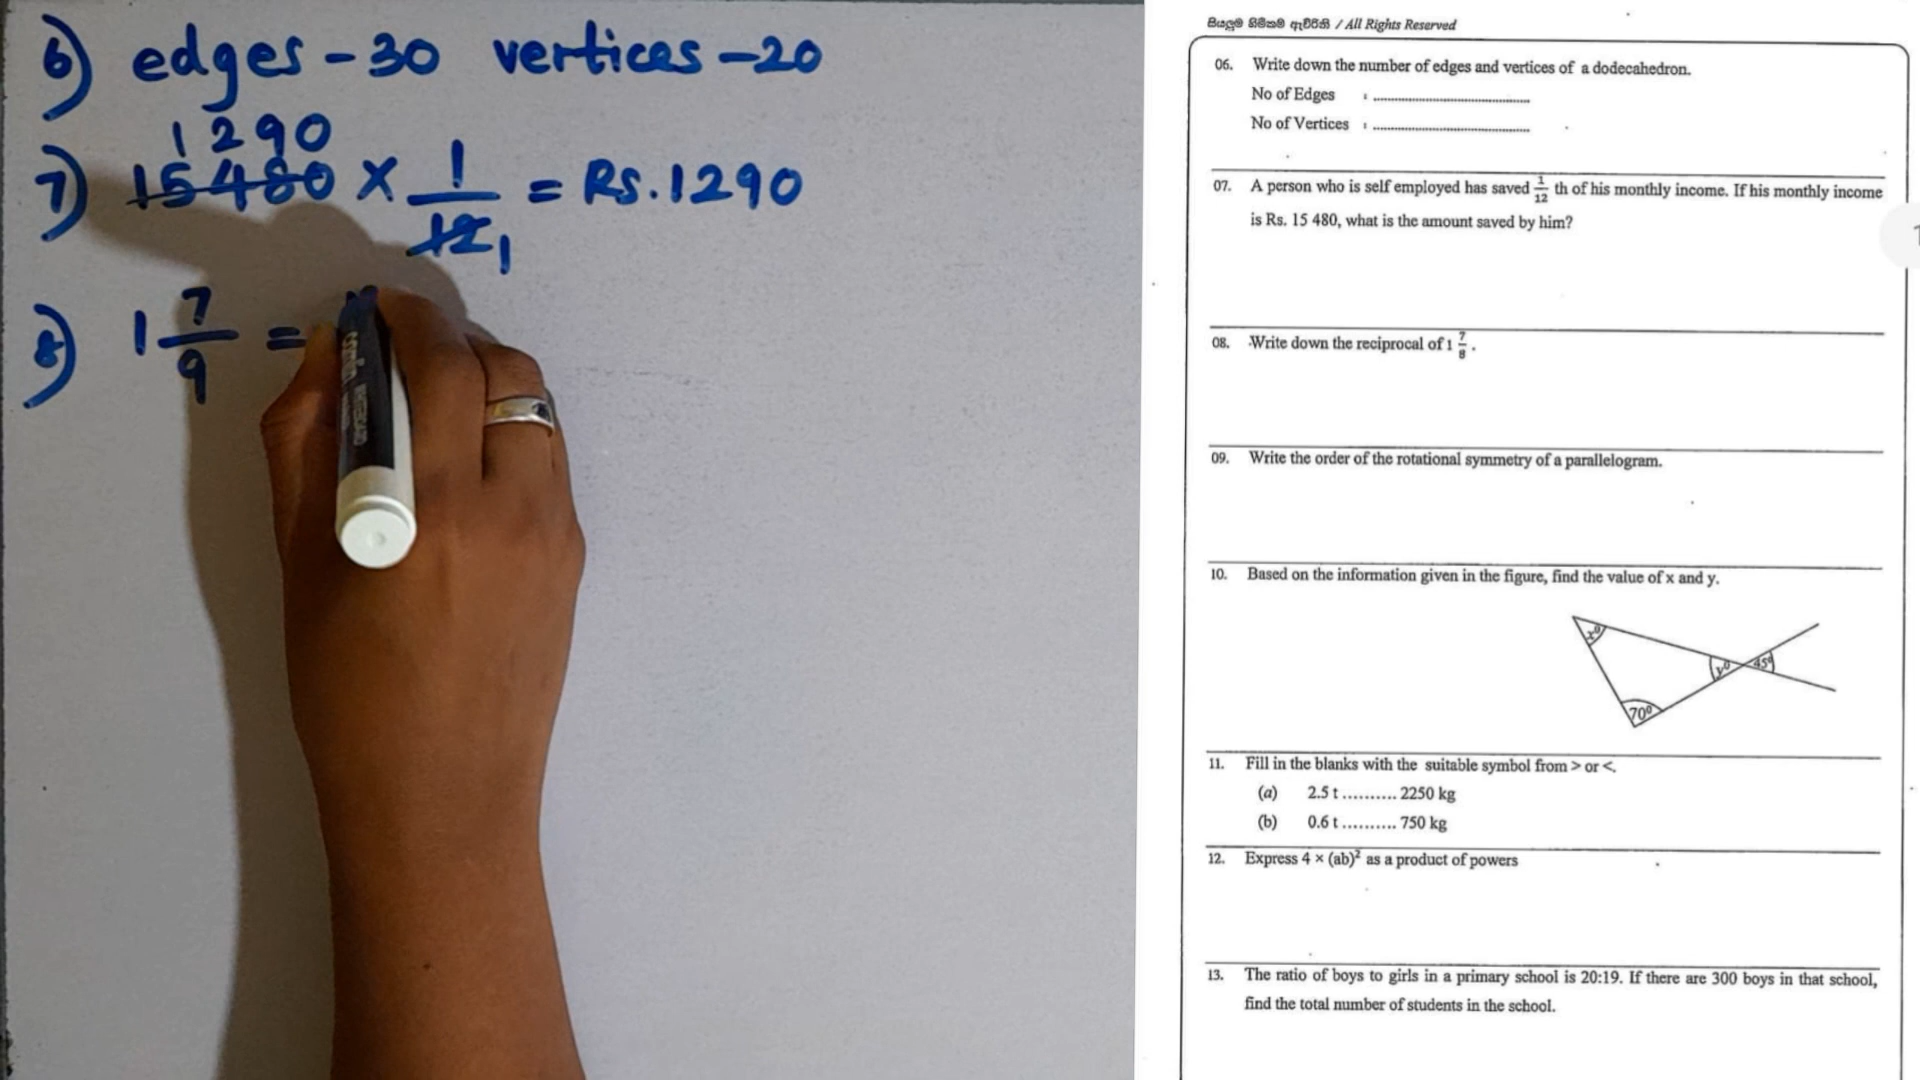 6) edges - 30 vertices - 20
1290
7) 15480 × 1/12 1 = Rs. 1290
8) 1 7/9 =
සියලුම හිමිකම් ඇවිරිණි / All Rights Reserved
06. Write down the number of edges and vertices of a dodecahedron.
No of Edges : ........................................
No of Vertices : ........................................
07. A person who is self employed has saved 1/12 th of his monthly income. If his monthly income
is Rs. 15 480, what is the amount saved by him?
08. Write down the reciprocal of 1 7/8 .
09. Write the order of the rotational symmetry of a parallelogram.
10. Based on the information given in the figure, find the value of x and y.
x⁰
y⁰ 45⁰
70⁰
11. Fill in the blanks with the suitable symbol from > or <.
(a) 2.5 t .......... 2250 kg
(b) 0.6 t .......... 750 kg
12. Express 4 × (ab)² as a product of powers
13. The ratio of boys to girls in a primary school is 20:19. If there are 300 boys in that school,
find the total number of students in the school.